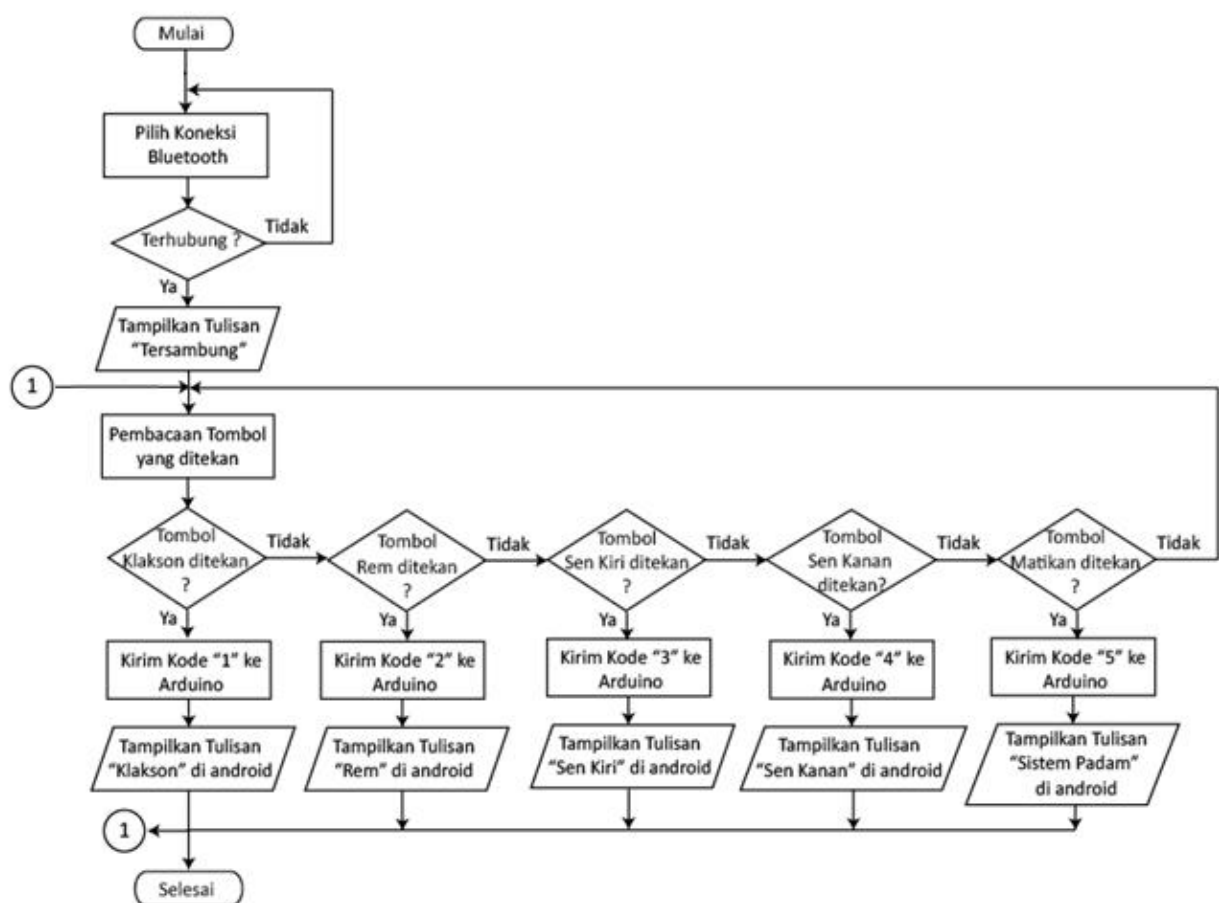 Mulai
Pilih Koneksi
Bluetooth
Terhubung ?
Tidak
Ya
Tampilkan Tulisan
“Tersambung”
1
Pembacaan Tombol
yang ditekan
Tombol
Klakson ditekan
?
Tidak
Ya
Tombol
Rem ditekan
?
Tidak
Ya
Tombol
Sen Kiri ditekan
?
Tidak
Ya
Tombol
Sen Kanan
ditekan?
Tidak
Ya
Tombol
Matikan ditekan
?
Tidak
Ya
Kirim Kode “1” ke
Arduino
Kirim Kode “2” ke
Arduino
Kirim Kode “3” ke
Arduino
Kirim Kode “4” ke
Arduino
Kirim Kode “5” ke
Arduino
Tampilkan Tulisan
“Klakson” di android
Tampilkan Tulisan
“Rem” di android
Tampilkan Tulisan
“Sen Kiri” di android
Tampilkan Tulisan
“Sen Kanan” di android
Tampilkan Tulisan
“Sistem Padam”
di android
1
Selesai